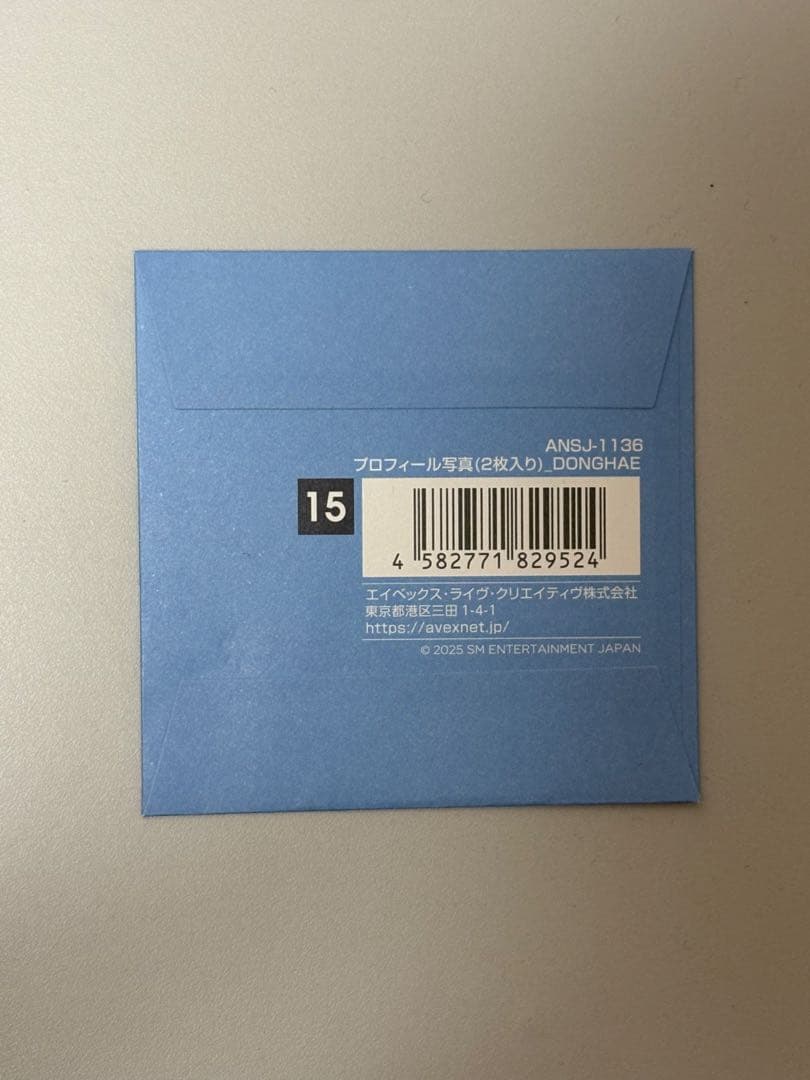 ANSJ-1136
プロフィール写真(2枚入り)_DONGHAE
15
4 582771 829524
エイベックス・ライヴ・クリエイティヴ株式会社
東京都港区三田1-4-1
https://avexnet.jp/
© 2025 SM ENTERTAINMENT JAPAN